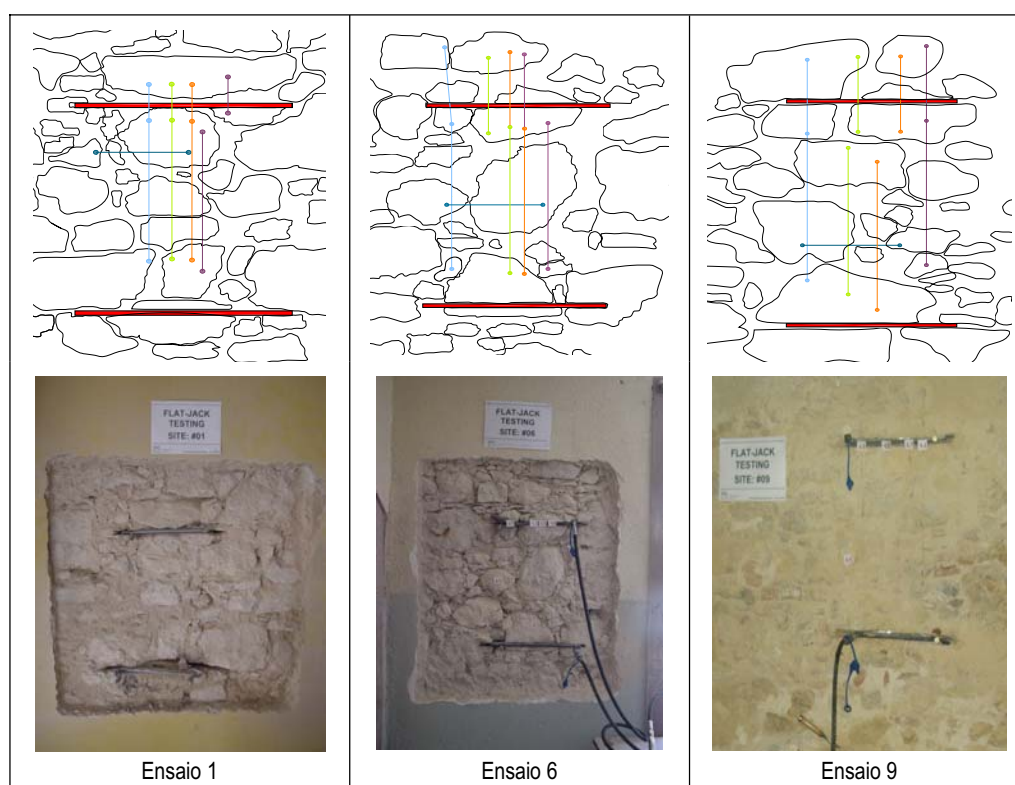 FLAT-JACK
TESTING
SITE: #01
FLAT-JACK
TESTING
SITE: #06
FLAT-JACK
TESTING
SITE: #09
Ensaio 1
Ensaio 6
Ensaio 9